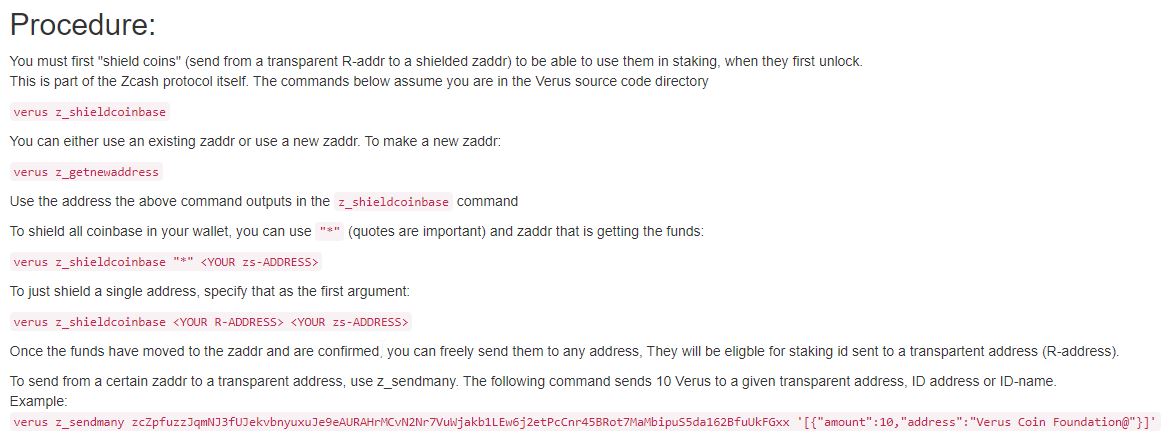 Procedure:
You must first "shield coins" (send from a transparent R-addr to a shielded zaddr) to be able to use them in staking, when they first unlock.
This is part of the Zcash protocol itself. The commands below assume you are in the Verus source code directory
verus z_shieldcoinbase
You can either use an existing zaddr or use a new zaddr. To make a new zaddr:
verus z_getnewaddress
Use the address the above command outputs in the z_shieldcoinbase command
To shield all coinbase in your wallet, you can use "*" (quotes are important) and zaddr that is getting the funds:
verus z_shieldcoinbase "*" <YOUR zs-ADDRESS>
To just shield a single address, specify that as the first argument:
verus z_shieldcoinbase <YOUR R-ADDRESS> <YOUR zs-ADDRESS>
Once the funds have moved to the zaddr and are confirmed, you can freely send them to any address, They will be eligble for staking id sent to a transpartent address (R-address).
To send from a certain zaddr to a transparent address, use z_sendmany. The following command sends 10 Verus to a given transparent address, ID address or ID-name.
Example:
verus z_sendmany zcZpfuzzJqmNJ3fUJekvbnyuxuJe9eAURAHrMCvN2Nr7VuWjakb1LEw6j2etPcCnr45BRot7MaMbipuS5da162BfuUkFGxx '[{"amount":10,"address":"Verus Coin Foundation@"}]'